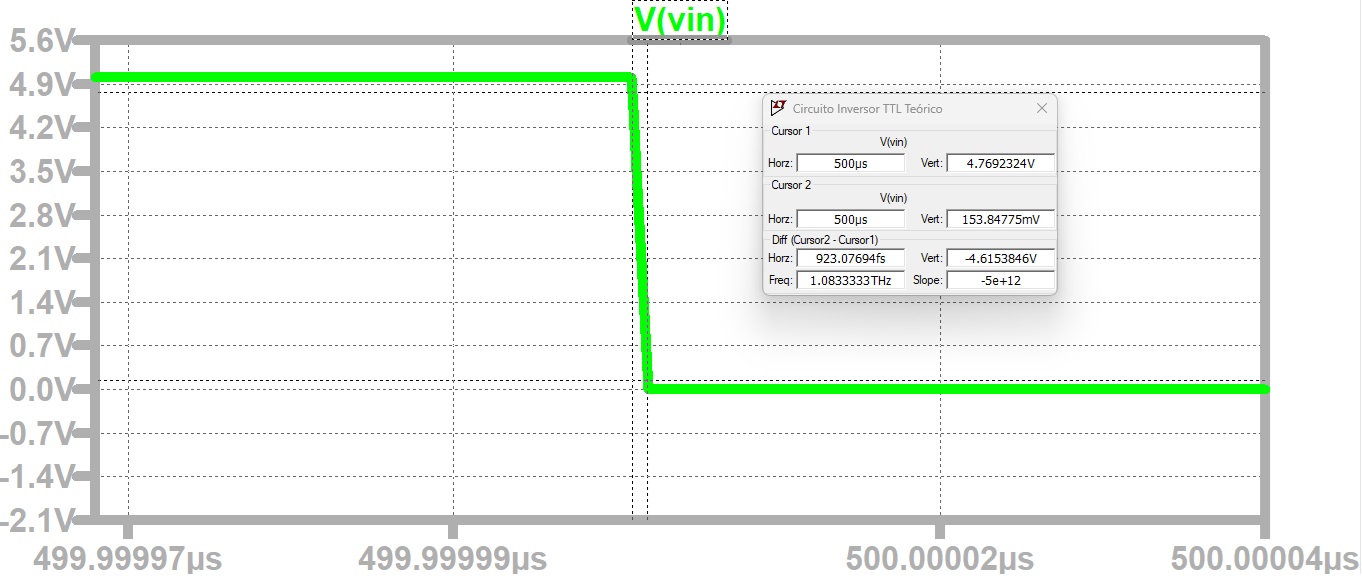 V(vin)
5.6V
4.9V
4.2V
3.5V
2.8V
2.1V
1.4V
0.7V
0.0V
-0.7V
-1.4V
-2.1V
499.99997µs
499.99999µs
500.00002µs
500.00004µs
Circuito Inversor TTL Teórico
Cursor 1
V(vin)
Horz: 500µs Vert: 4.7692324V
Cursor 2
V(vin)
Horz: 500µs Vert: 153.84775mV
Diff (Cursor2 - Cursor1)
Horz: 923.07694fs Vert: -4.6153846V
Freq: 1.0833333THz Slope: -5e+12